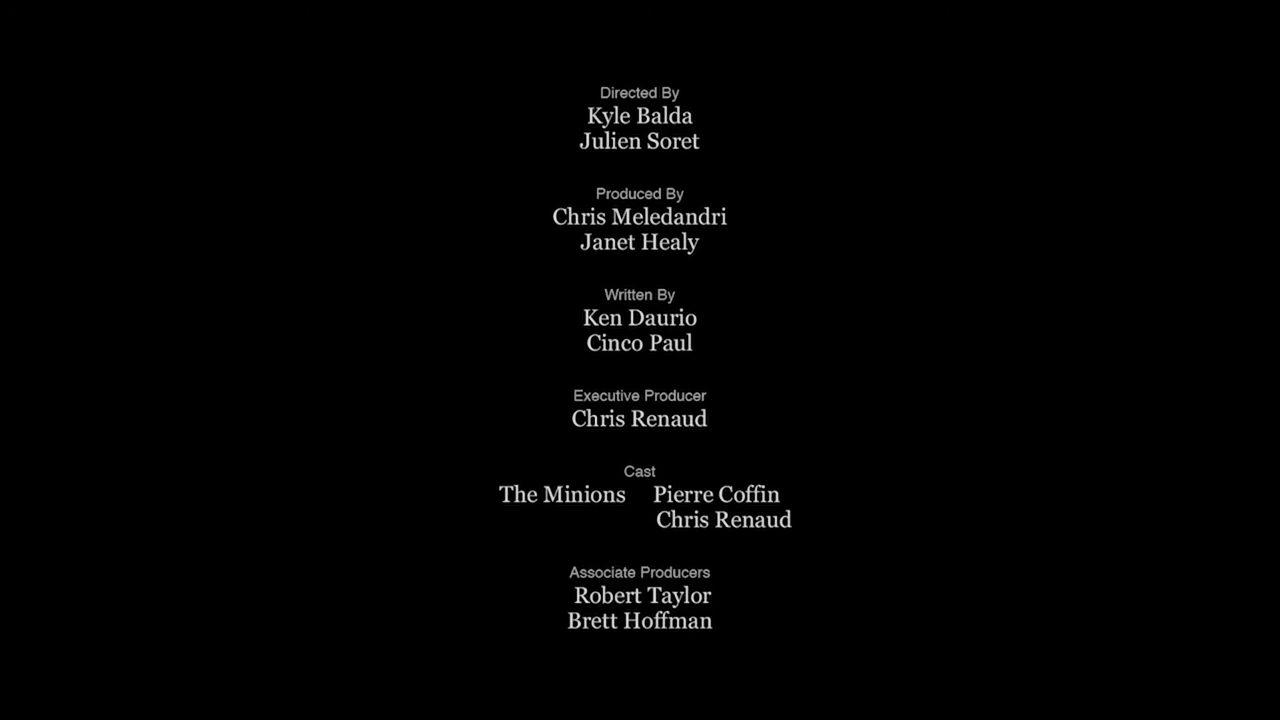 Directed By
Kyle Balda
Julien Soret
Produced By
Chris Meledandri
Janet Healy
Written By
Ken Daurio
Cinco Paul
Executive Producer
Chris Renaud
Cast
The Minions Pierre Coffin
Chris Renaud
Associate Producers
Robert Taylor
Brett Hoffman